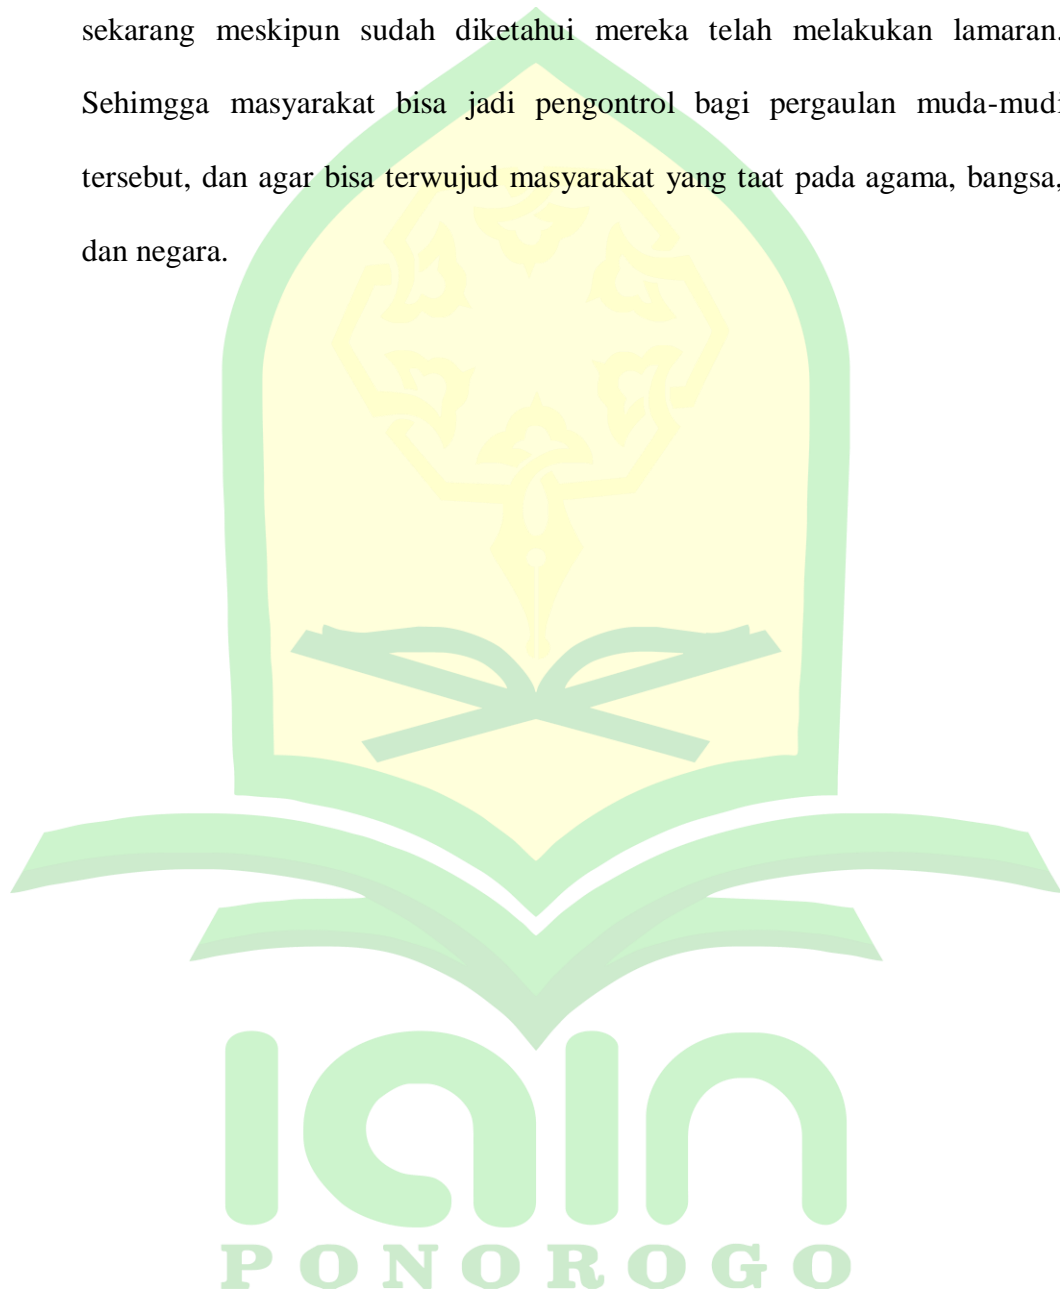 sekarang meskipun sudah diketahui mereka telah melakukan lamaran.
Sehimgga masyarakat bisa jadi pengontrol bagi pergaulan muda-mudi
tersebut, dan agar bisa terwujud masyarakat yang taat pada agama, bangsa,
dan negara.
IAIN
PONOROGO